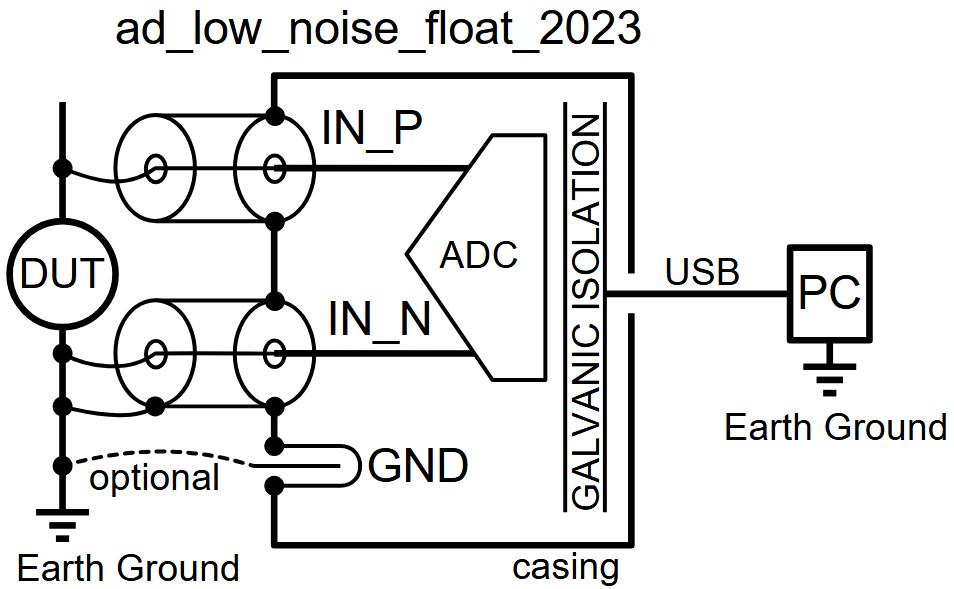 ad_low_noise_float_2023
IN_P
DUT
ADC
GALVANIC ISOLATION
USB
PC
IN_N
Earth Ground
GND
optional
Earth Ground
casing